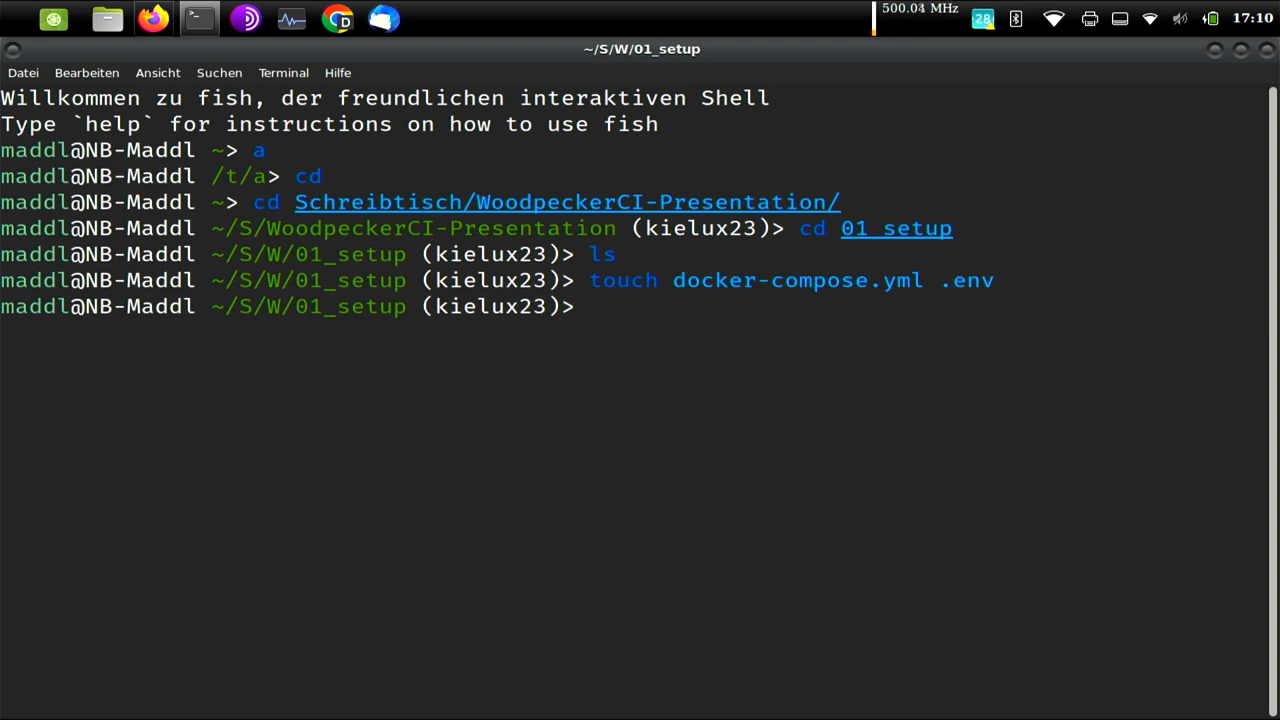 500.04 MHz
28
17:10
~/S/W/01_setup
Datei Bearbeiten Ansicht Suchen Terminal Hilfe
Willkommen zu fish, der freundlichen interaktiven Shell
Type `help` for instructions on how to use fish
maddl@NB-Maddl ~> a
maddl@NB-Maddl /t/a> cd
maddl@NB-Maddl ~> cd Schreibtisch/WoodpeckerCI-Presentation/
maddl@NB-Maddl ~/S/WoodpeckerCI-Presentation (kielux23)> cd 01_setup
maddl@NB-Maddl ~/S/W/01_setup (kielux23)> ls
maddl@NB-Maddl ~/S/W/01_setup (kielux23)> touch docker-compose.yml .env
maddl@NB-Maddl ~/S/W/01_setup (kielux23)>